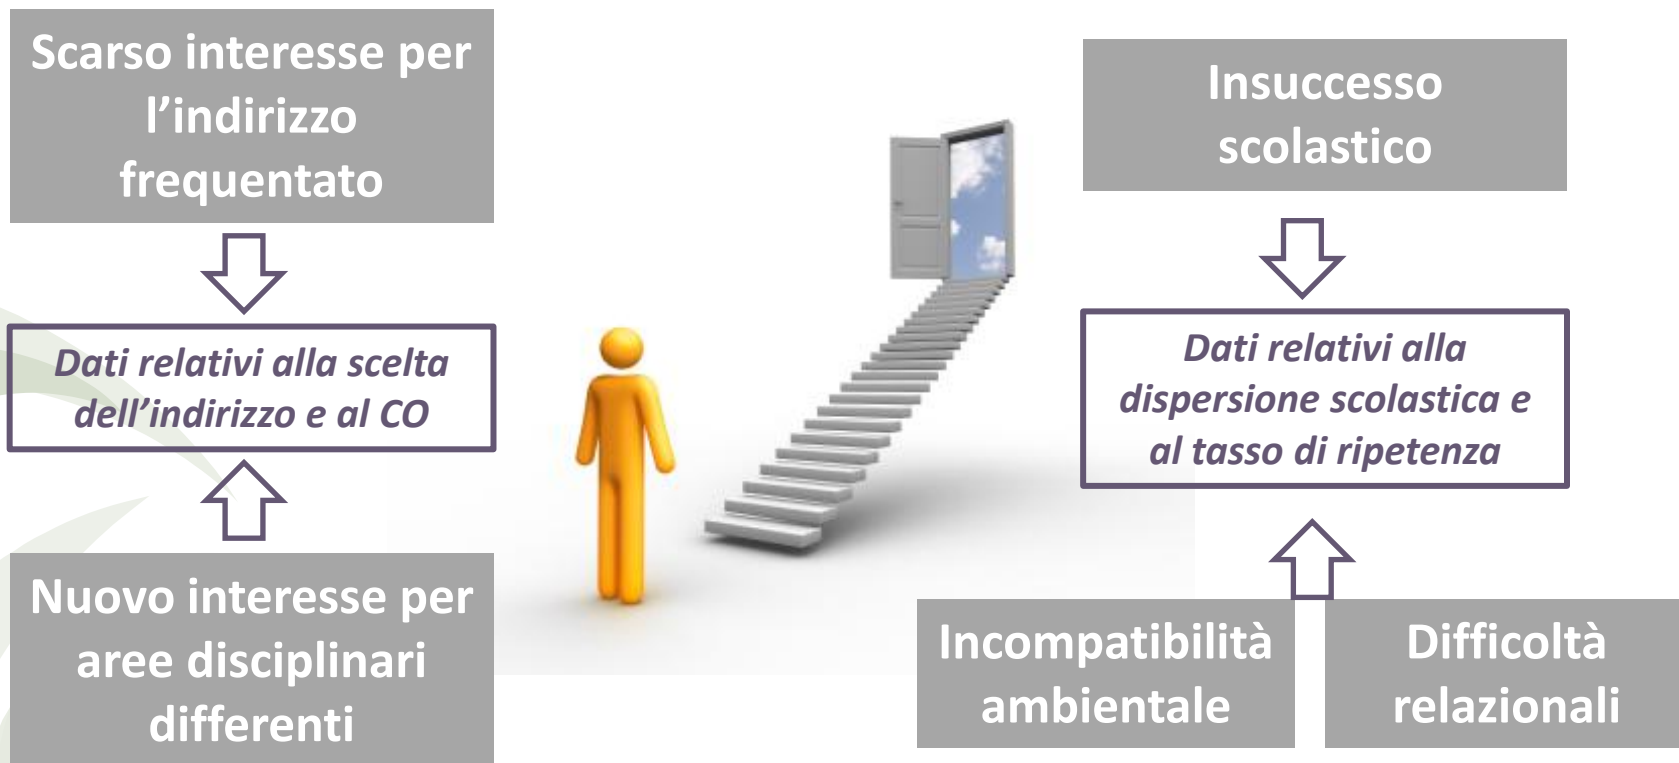 Scarso interesse per
l’indirizzo
frequentato
Dati relativi alla scelta
dell’indirizzo e al CO
Nuovo interesse per
aree disciplinari
differenti
Insuccesso
scolastico
Dati relativi alla
dispersione scolastica e
al tasso di ripetenza
Incompatibilità
ambientale
Difficoltà
relazionali